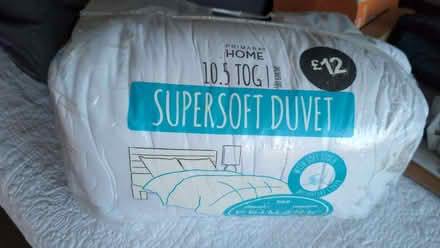 PRIMARK
HOME
£12
10.5 TOG
SUPERSOFT DUVET